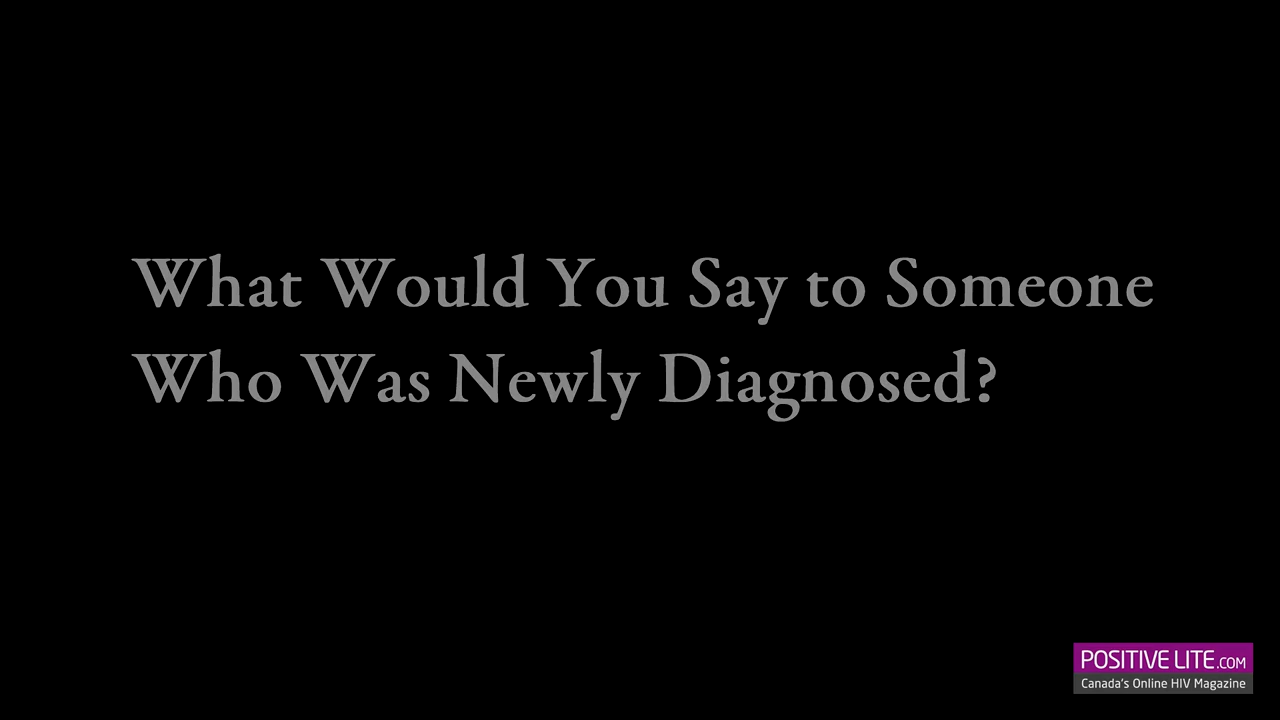 What Would You Say to Someone
Who Was Newly Diagnosed?
POSITIVE LITE.COM
Canada's Online HIV Magazine